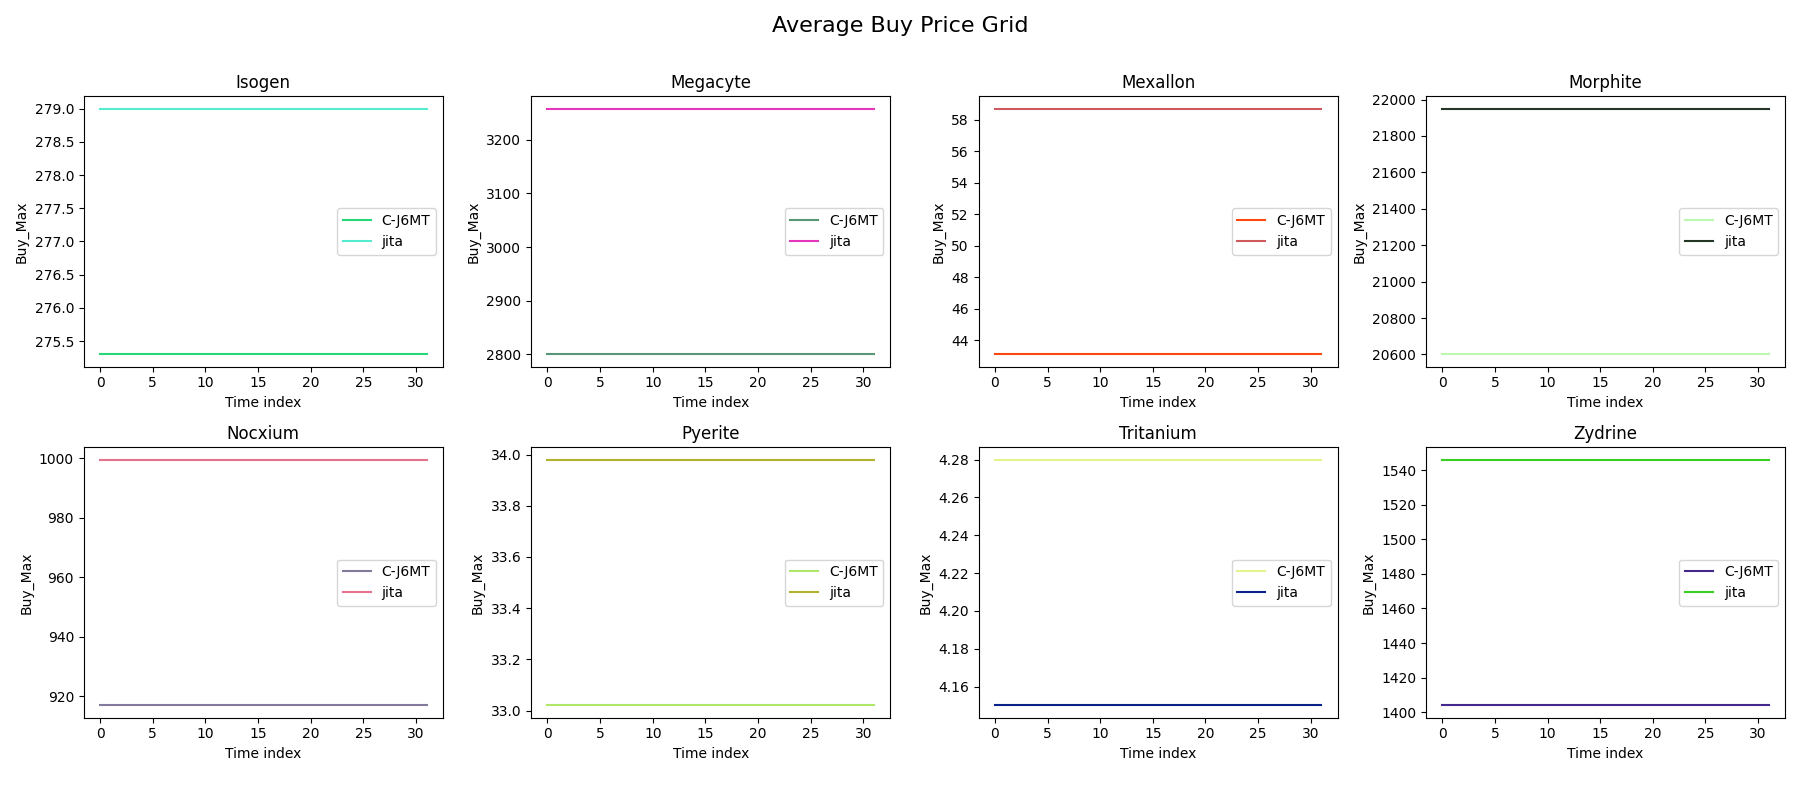 Average Buy Price Grid
Isogen
Buy_Max
279.0
278.5
278.0
277.5
277.0
276.5
276.0
275.5
C-J6MT
jita
0 5 10 15 20 25 30
Time index
Megacyte
Buy_Max
3200
3100
3000
2900
2800
C-J6MT
jita
0 5 10 15 20 25 30
Time index
Mexallon
Buy_Max
58
56
54
52
50
48
46
44
C-J6MT
jita
0 5 10 15 20 25 30
Time index
Morphite
Buy_Max
22000
21800
21600
21400
21200
21000
20800
20600
C-J6MT
jita
0 5 10 15 20 25 30
Time index
Nocxium
Buy_Max
1000
980
960
940
920
C-J6MT
jita
0 5 10 15 20 25 30
Time index
Pyerite
Buy_Max
34.0
33.8
33.6
33.4
33.2
33.0
C-J6MT
jita
0 5 10 15 20 25 30
Time index
Tritanium
Buy_Max
4.28
4.26
4.24
4.22
4.20
4.18
4.16
C-J6MT
jita
0 5 10 15 20 25 30
Time index
Zydrine
Buy_Max
1540
1520
1500
1480
1460
1440
1420
1400
C-J6MT
jita
0 5 10 15 20 25 30
Time index